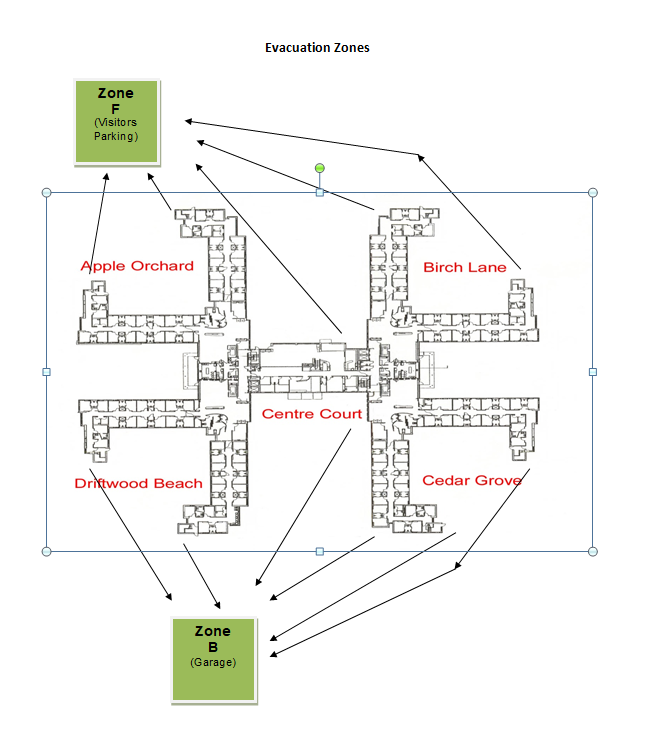 Evacuation Zones
Zone
F
(Visitors
Parking)
Apple Orchard
Birch Lane
Centre Court
Driftwood Beach
Cedar Grove
Zone
B
(Garage)